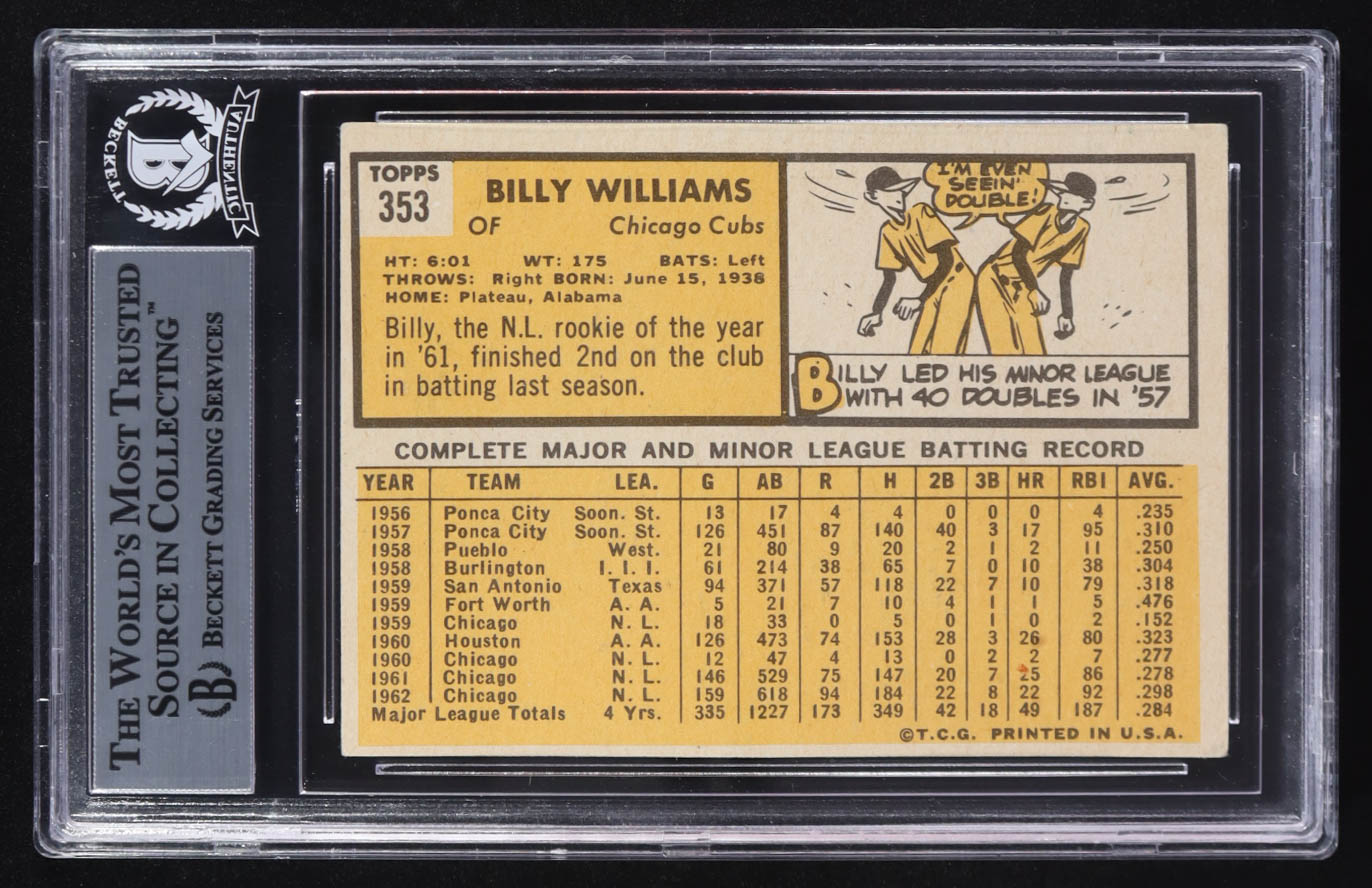 BECKETT
AUTHENTIC
B
THE WORLD'S MOST TRUSTED
SOURCE IN COLLECTING™
B BECKETT GRADING SERVICES
TOPPS
353
BILLY WILLIAMS
OF Chicago Cubs
HT: 6:01 WT: 175 BATS: Left
THROWS: Right BORN: June 15, 1938
HOME: Plateau, Alabama
Billy, the N.L. rookie of the year
in '61, finished 2nd on the club
in batting last season.
I'M EVEN
SEEIN'
DOUBLE!
BILLY LED HIS MINOR LEAGUE
WITH 40 DOUBLES IN '57
COMPLETE MAJOR AND MINOR LEAGUE BATTING RECORD
YEAR TEAM LEA. G AB R H 2B 3B HR RBI AVG.
1956 Ponca City Soon. St. 13 17 4 4 0 0 0 4 .235
1957 Ponca City Soon. St. 126 451 87 140 40 3 17 95 .310
1958 Pueblo West. 21 80 9 20 2 1 2 11 .250
1958 Burlington I. I. I. 61 214 38 65 7 0 10 38 .304
1959 San Antonio Texas 94 371 57 118 22 7 10 79 .318
1959 Fort Worth A. A. 5 21 7 10 4 1 1 5 .476
1959 Chicago N. L. 18 33 0 5 0 1 0 2 .152
1960 Houston A. A. 126 473 74 153 28 3 26 80 .323
1960 Chicago N. L. 12 47 4 13 0 2 2 7 .277
1961 Chicago N. L. 146 529 75 147 20 7 25 86 .278
1962 Chicago N. L. 159 618 94 184 22 8 22 92 .298
Major League Totals 4 Yrs. 335 1227 173 349 42 18 49 187 .284
©T.C.G. PRINTED IN U.S.A.